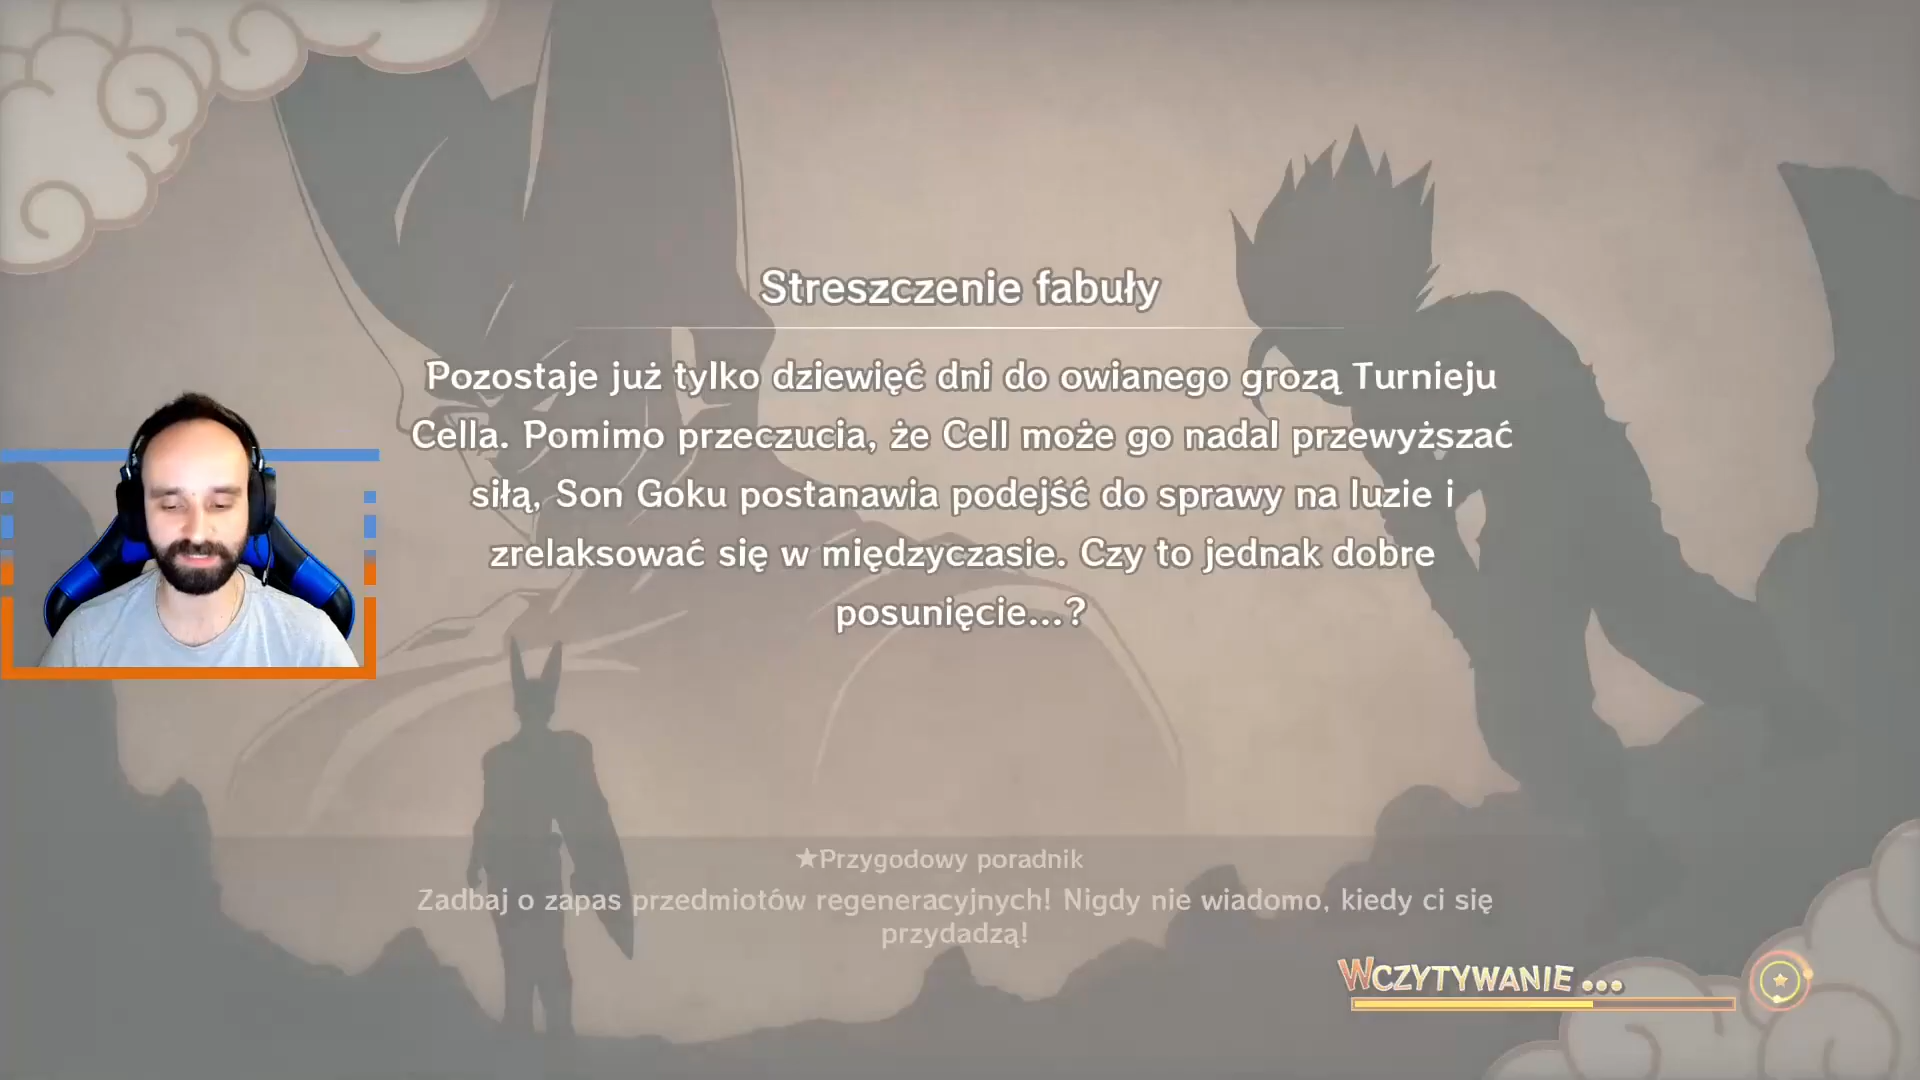 Streszczenie fabuły
Pozostaje już tylko dziewięć dni do owianego grozą Turnieju
Cella. Pomimo przeczucia, że Cell może go nadal przewyższać
siłą, Son Goku postanawia podejść do sprawy na luzie i
zrelaksować się w międzyczasie. Czy to jednak dobre
posunięcie...?
★Przygodowy poradnik
Zadbaj o zapas przedmiotów regeneracyjnych! Nigdy nie wiadomo, kiedy ci się
przydadzą!
WCZYTYWANIE ...